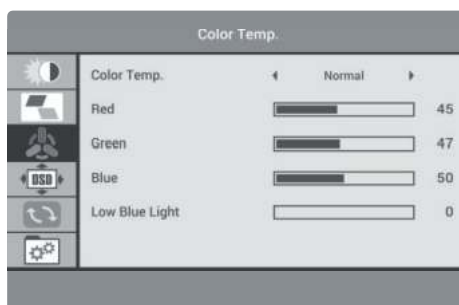 Color Temp.
Color Temp. Normal
Red 45
Green 47
Blue 50
OSD
Low Blue Light 0